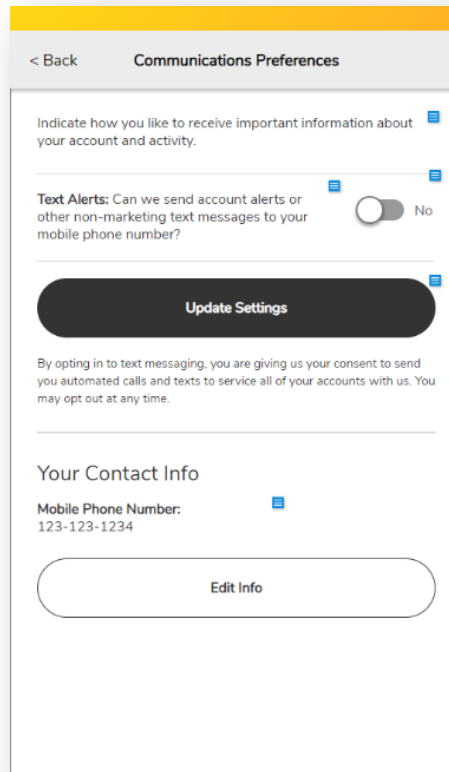 < Back Communications Preferences
Indicate how you like to receive important information about
your account and activity.
Text Alerts: Can we send account alerts or
other non-marketing text messages to your
mobile phone number?
No
Update Settings
By opting in to text messaging, you are giving us your consent to send
you automated calls and texts to service all of your accounts with us. You
may opt out at any time.
Your Contact Info
Mobile Phone Number:
123-123-1234
Edit Info